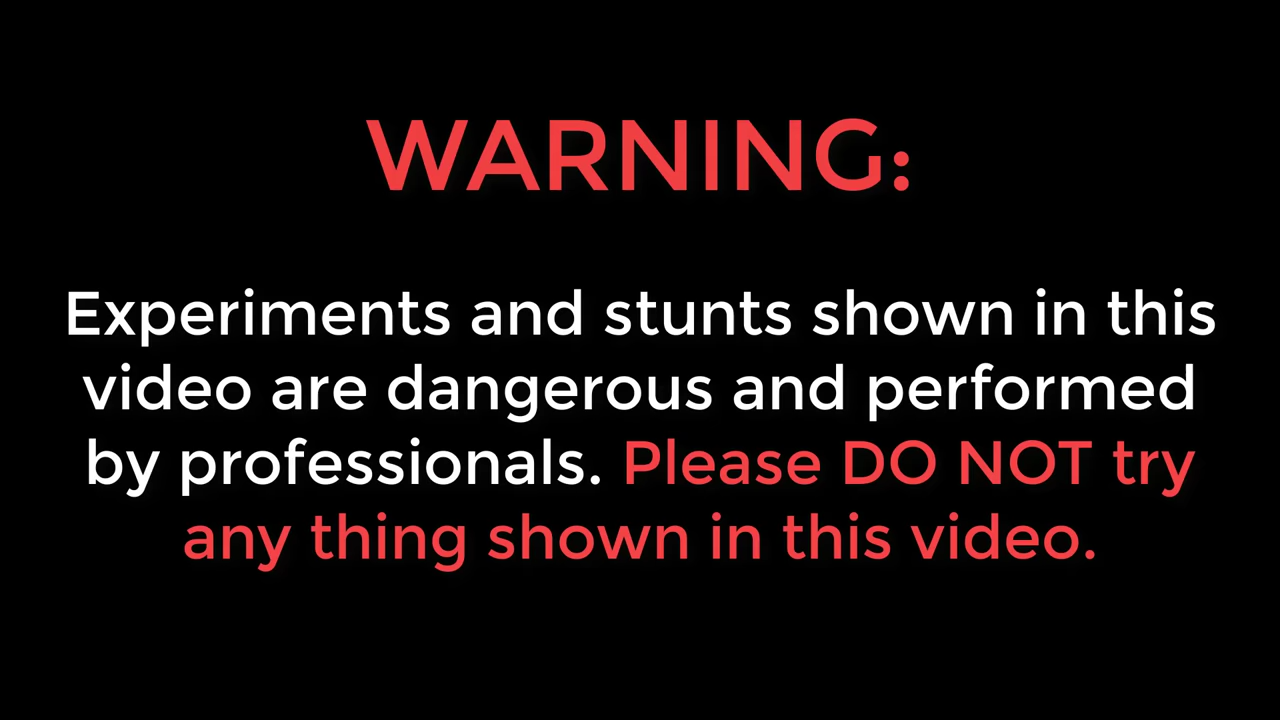 WARNING:
Experiments and stunts shown in this
video are dangerous and performed
by professionals. Please DO NOT try
any thing shown in this video.